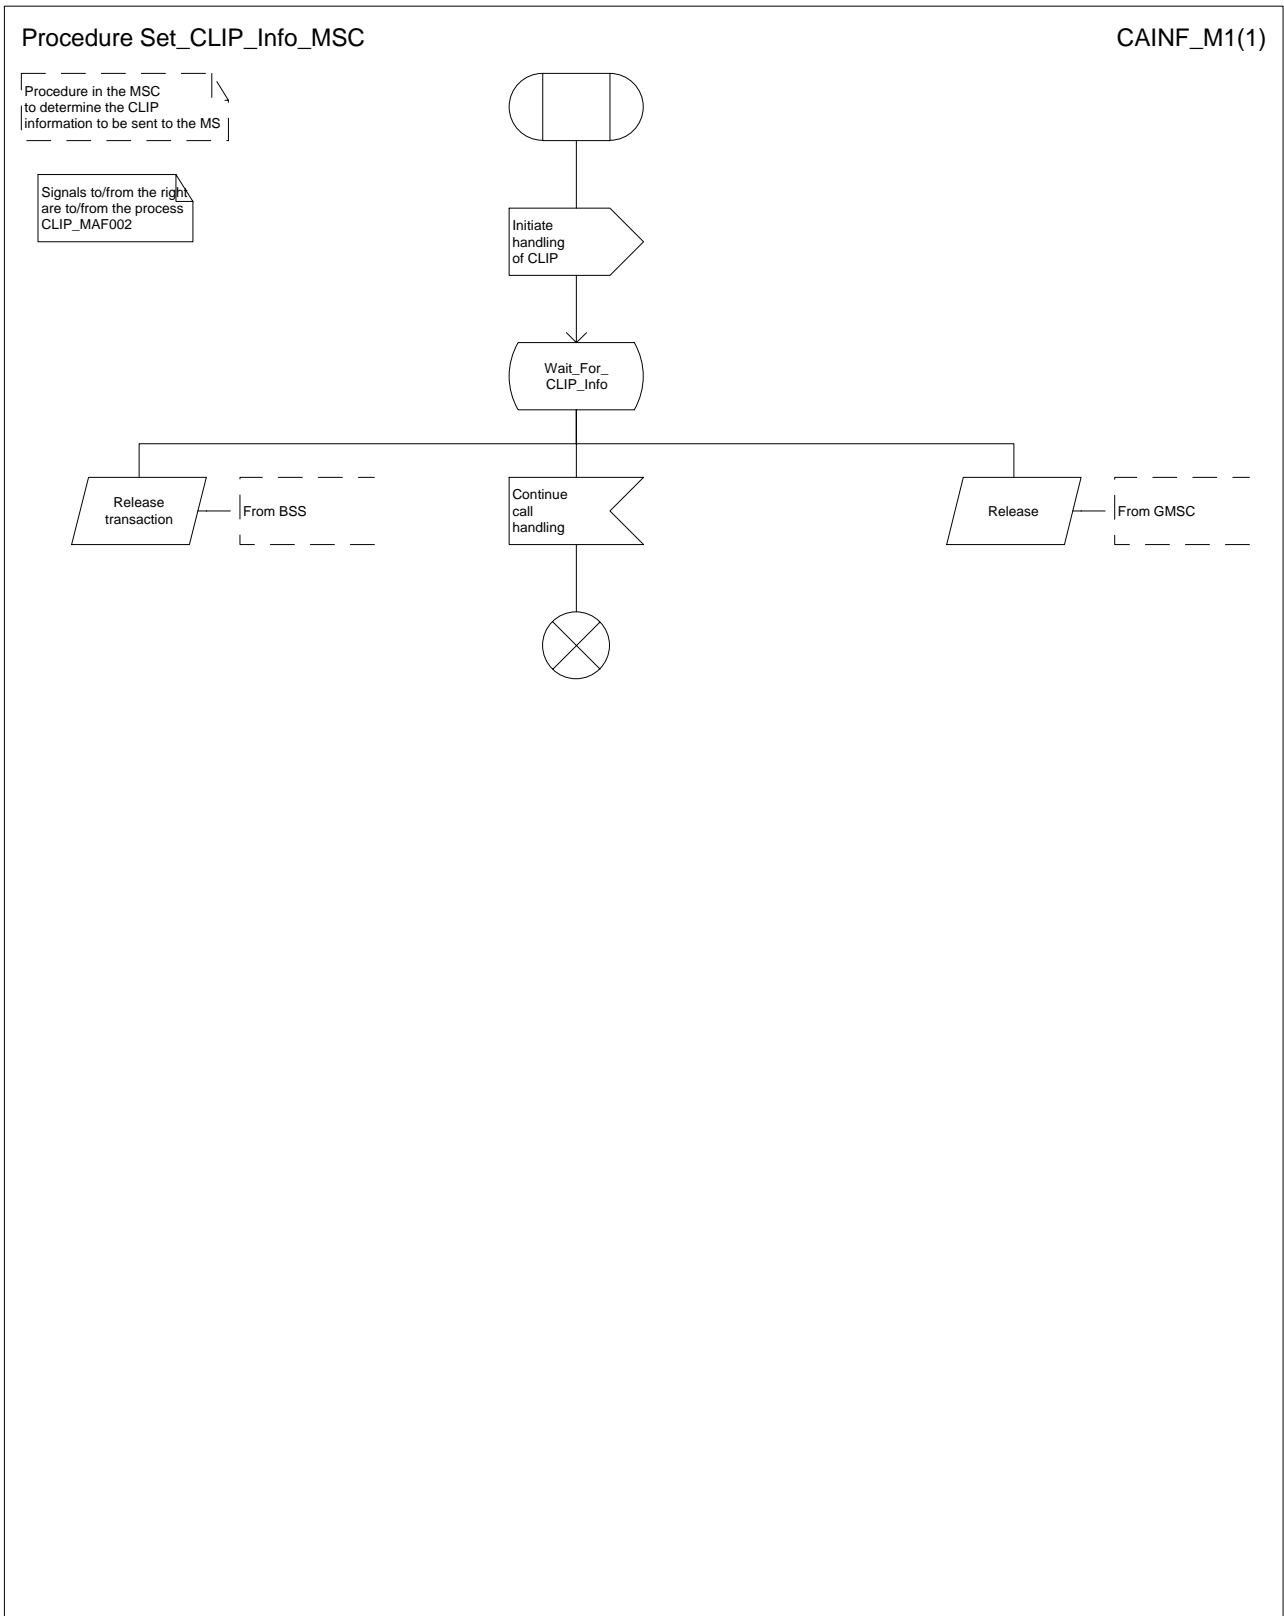 Procedure Set_CLIP_Info_MSC
CAINF_M1(1)
Procedure in the MSC
to determine the CLIP
information to be sent to the MS
Signals to/from the right
are to/from the process
CLIP_MAF002
Initiate
handling
of CLIP
Wait_For_
CLIP_Info
Release
transaction
From BSS
Continue
call
handling
Release
From GMSC